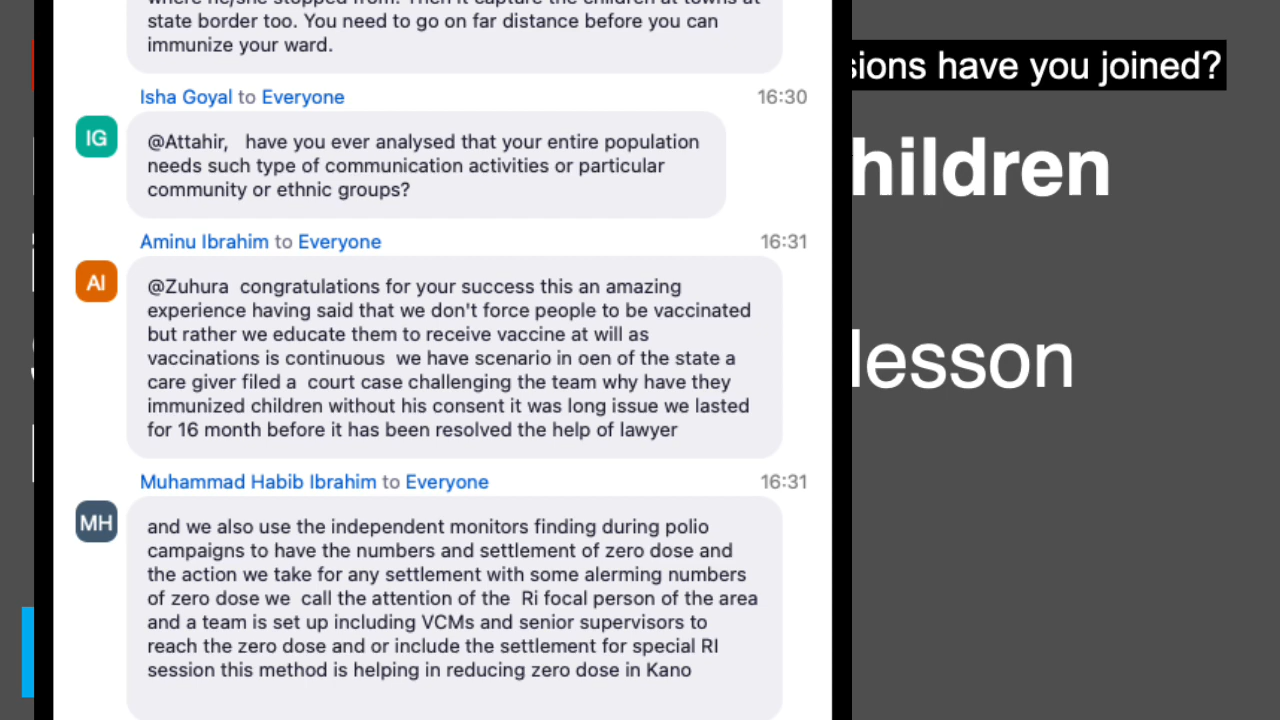 where he/she stopped from. Then it capture the children at towns at
state border too. You need to go on far distance before you can
immunize your ward.
Isha Goyal to Everyone 16:30
IG
@Attahir, have you ever analysed that your entire population
needs such type of communication activities or particular
community or ethnic groups?
Aminu Ibrahim to Everyone 16:31
AI
@Zuhura congratulations for your success this an amazing
experience having said that we don't force people to be vaccinated
but rather we educate them to receive vaccine at will as
vaccinations is continuous we have scenario in oen of the state a
care giver filed a court case challenging the team why have they
immunized children without his consent it was long issue we lasted
for 16 month before it has been resolved the help of lawyer
Muhammad Habib Ibrahim to Everyone 16:31
MH
and we also use the independent monitors finding during polio
campaigns to have the numbers and settlement of zero dose and
the action we take for any settlement with some alerming numbers
of zero dose we call the attention of the Ri focal person of the area
and a team is set up including VCMs and senior supervisors to
reach the zero dose and or include the settlement for special RI
session this method is helping in reducing zero dose in Kano
sions have you joined?
hildren
lesson